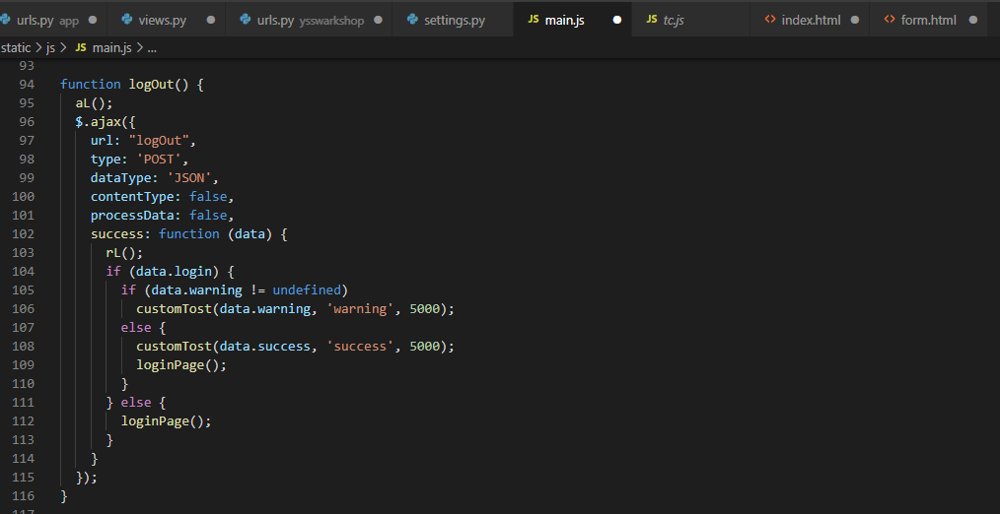 urls.py app views.py urls.py ysswarkshop settings.py JS main.js JS tc.js <> index.html <> form.html
static > js > JS main.js > ...
93
94 function logOut() {
95 aL();
96 $.ajax({
97 url: "logOut",
98 type: 'POST',
99 dataType: 'JSON',
100 contentType: false,
101 processData: false,
102 success: function (data) {
103 rL();
104 if (data.login) {
105 if (data.warning != undefined)
106 customTost(data.warning, 'warning', 5000);
107 else {
108 customTost(data.success, 'success', 5000);
109 loginPage();
110 }
111 } else {
112 loginPage();
113 }
114 }
115 });
116 }
117